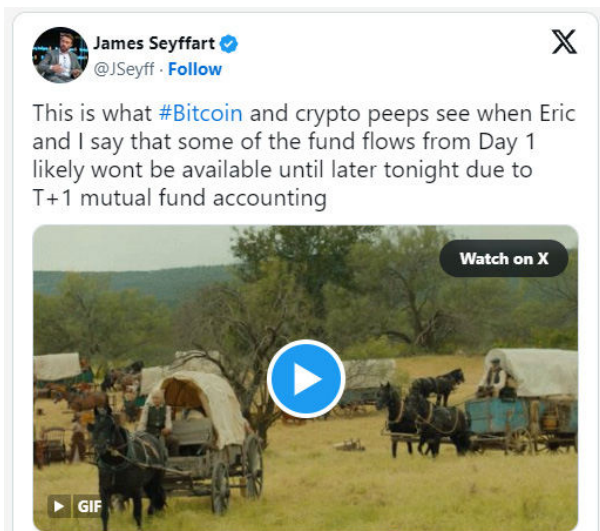 James Seyffart
@JSeyff · Follow
This is what #Bitcoin and crypto peeps see when Eric
and I say that some of the fund flows from Day 1
likely wont be available until later tonight due to
T+1 mutual fund accounting
Watch on X
GIF